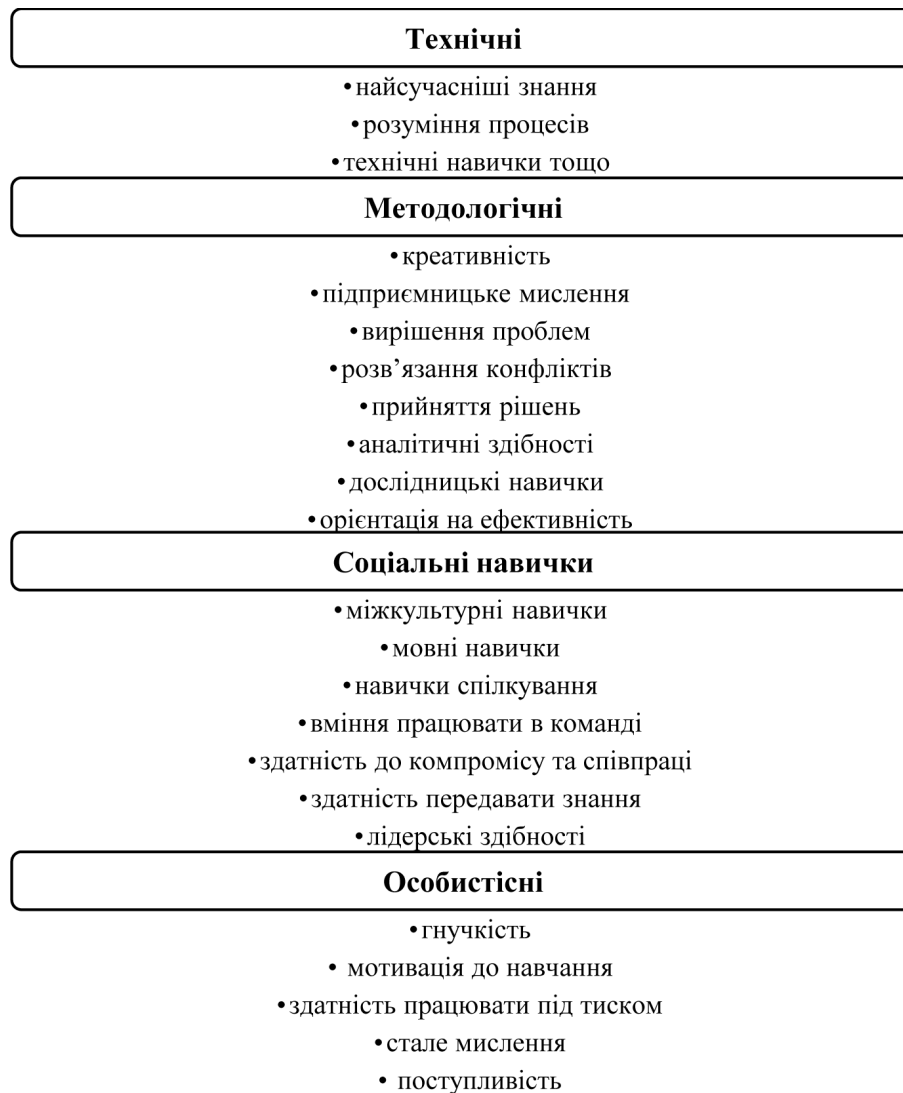 Технічні
•найсучасніші знання
•розуміння процесів
•технічні навички тощо
Методологічні
•креативність
•підприємницьке мислення
•вирішення проблем
•розв’язання конфліктів
•прийняття рішень
•аналітичні здібності
•дослідницькі навички
•орієнтація на ефективність
Соціальні навички
•міжкультурні навички
•мовні навички
•навички спілкування
•вміння працювати в команді
•здатність до компромісу та співпраці
•здатність передавати знання
•лідерські здібності
Особистісні
•гнучкість
• мотивація до навчання
•здатність працювати під тиском
•стале мислення
• поступливість